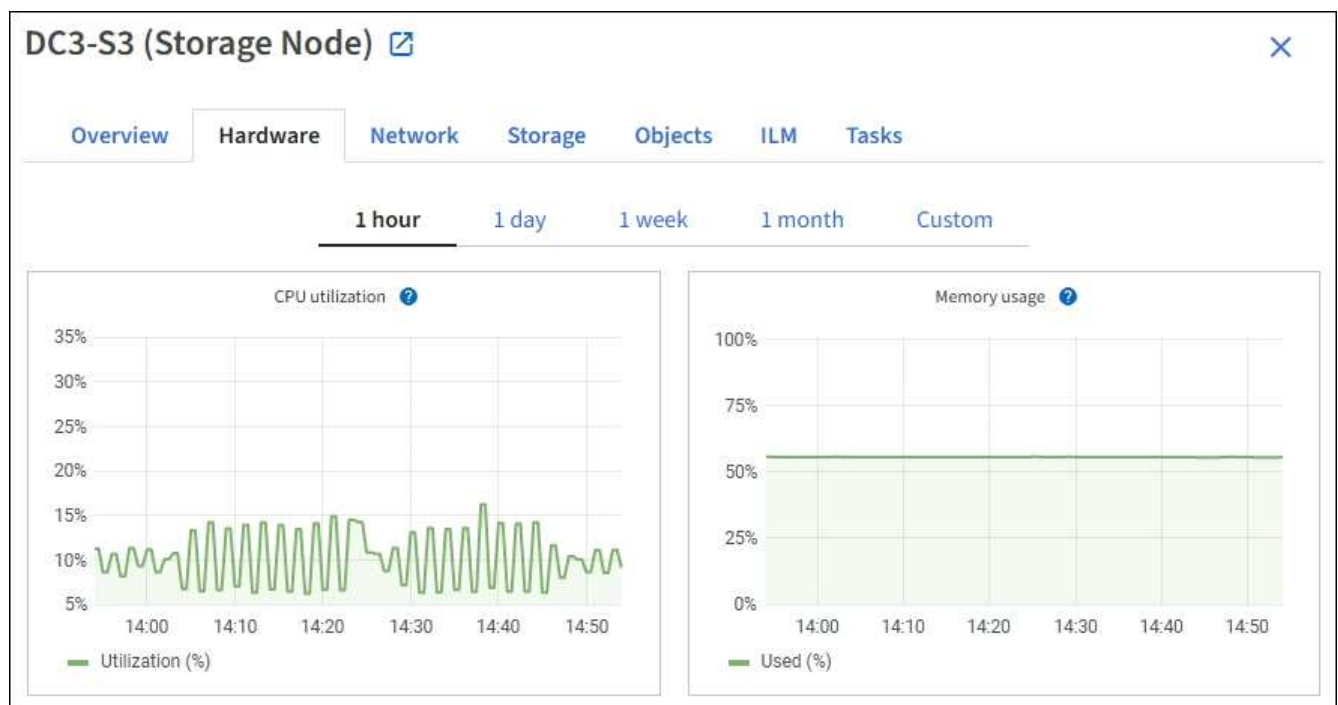 DC3-S3 (Storage Node)
Overview Hardware Network Storage Objects ILM Tasks
1 hour 1 day 1 week 1 month Custom
CPU utilization ?
35%
30%
25%
20%
15%
10%
5%
14:00 14:10 14:20 14:30 14:40 14:50
Utilization (%)
Memory usage ?
100%
75%
50%
25%
0%
14:00 14:10 14:20 14:30 14:40 14:50
Used (%)